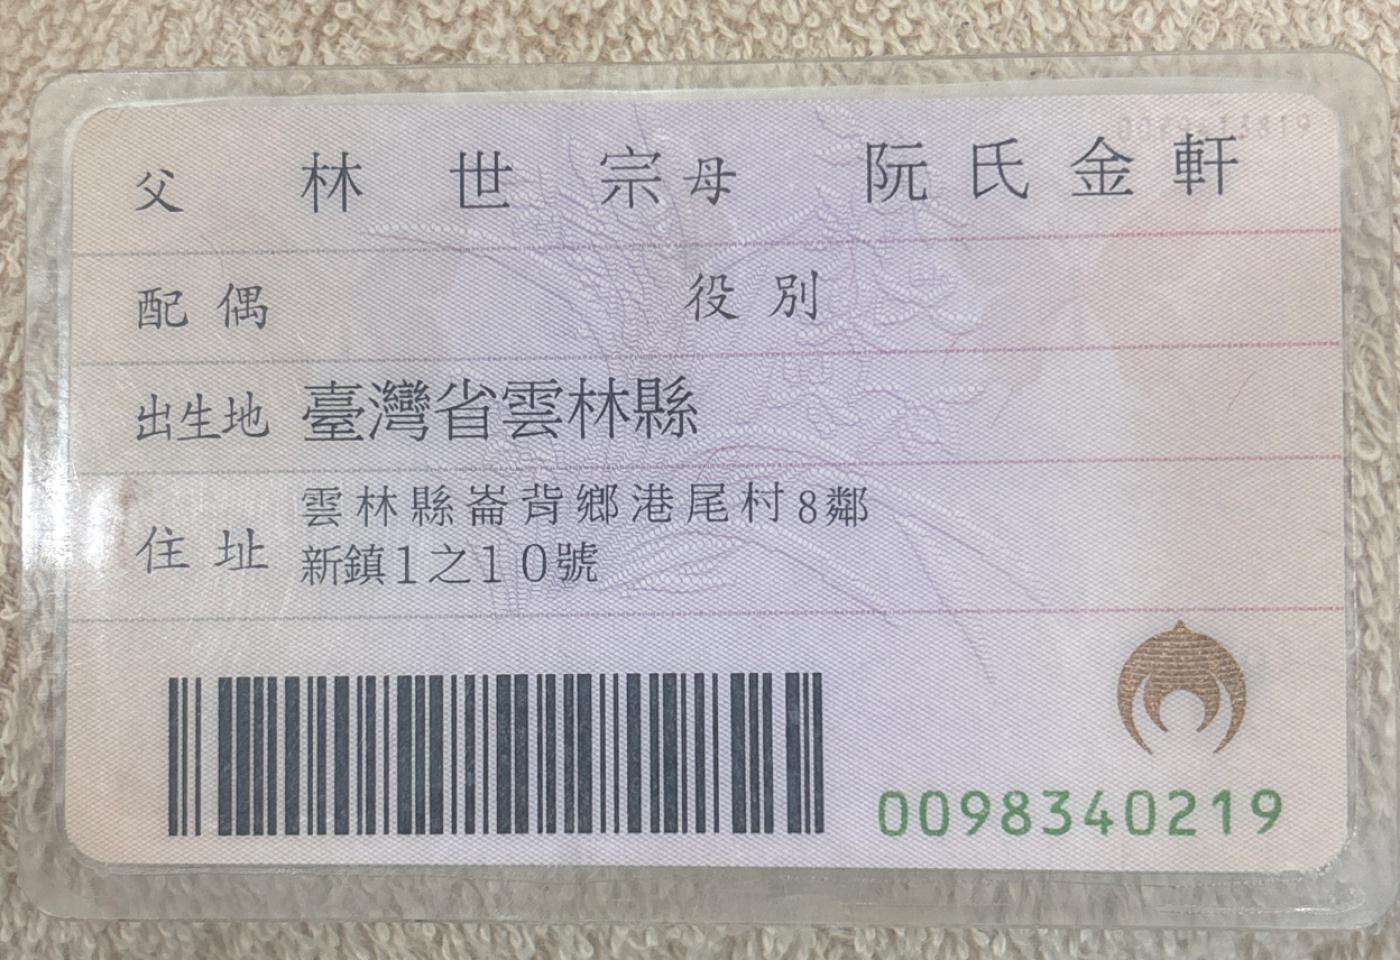 父 林世宗 母 阮氏金軒
配偶 役別
出生地 臺灣省雲林縣
住址 雲林縣崙背鄉港尾村8鄰
新鎮1之10號
0098340219